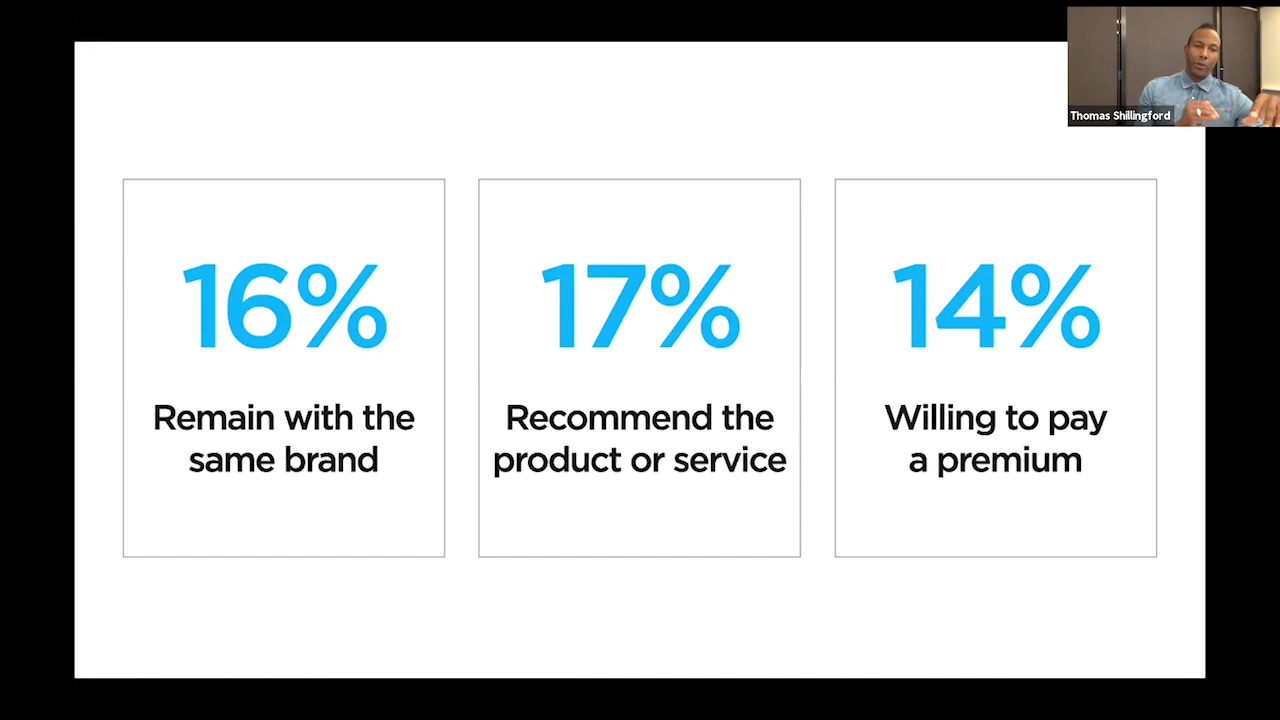 Thomas Shillingford
16%
Remain with the
same brand
17%
Recommend the
product or service
14%
Willing to pay
a premium